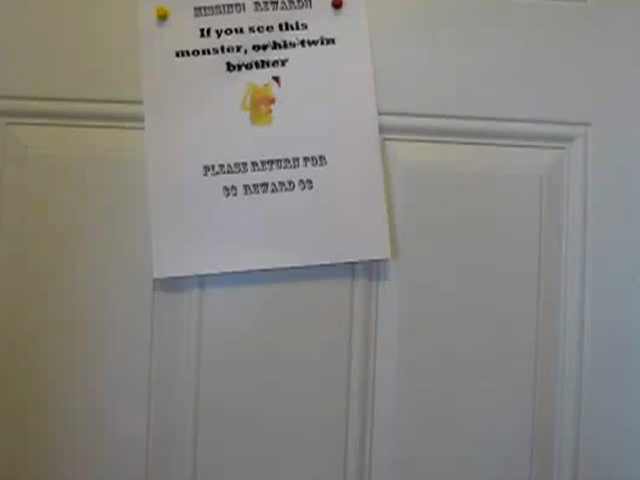 MISSING! REWARD!!
If you see this
monster, or his twin
brother
PLEASE RETURN FOR
$$ REWARD $$